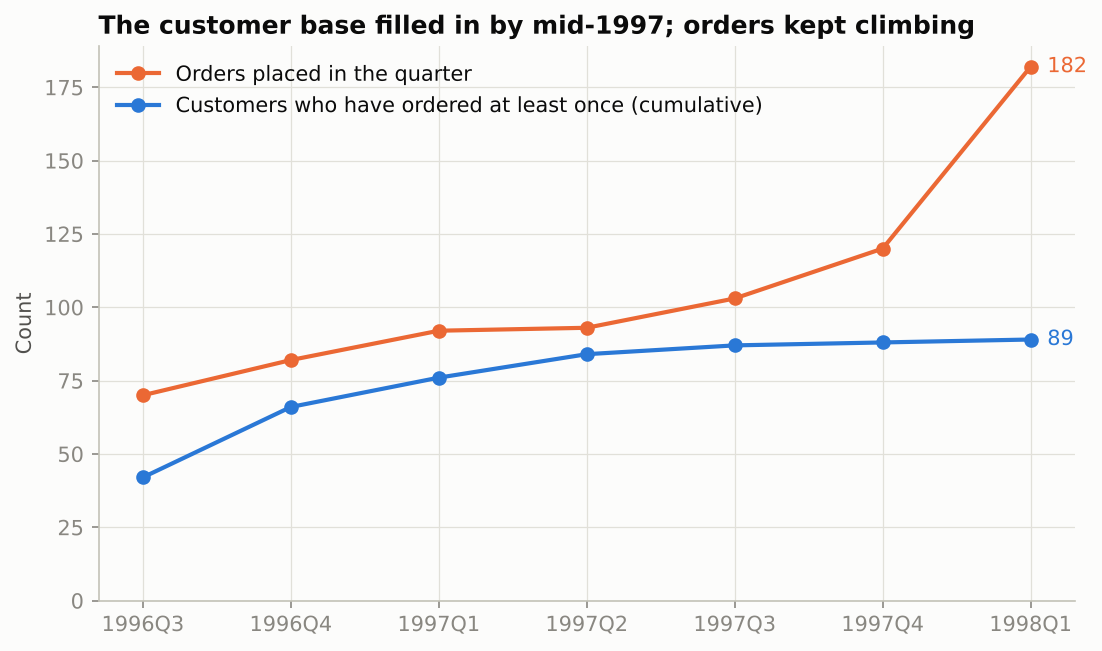 The customer base filled in by mid-1997; orders kept climbing
Orders placed in the quarter
Customers who have ordered at least once (cumulative)
182
89
Count
175
150
125
100
75
50
25
0
1996Q3
1996Q4
1997Q1
1997Q2
1997Q3
1997Q4
1998Q1